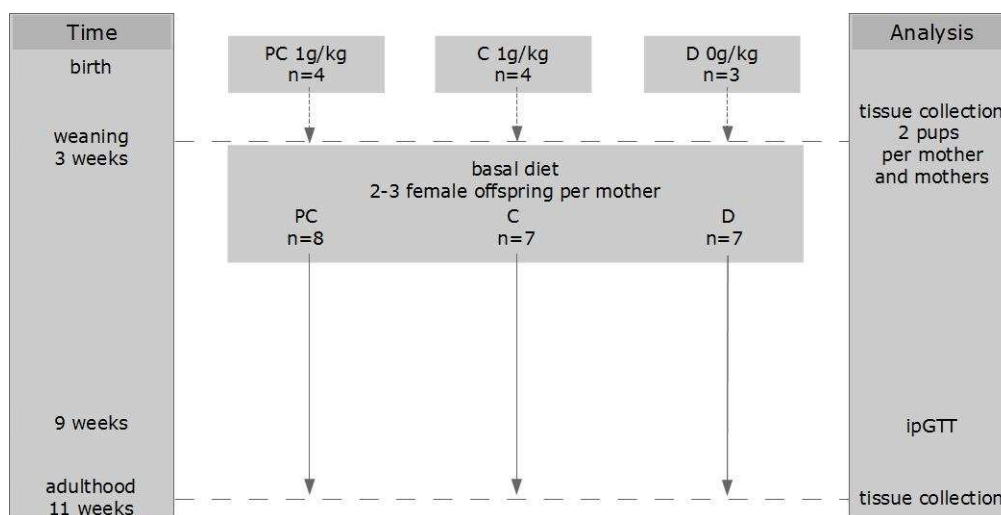 Time
birth
weaning
3 weeks
9 weeks
adulthood
11 weeks
PC 1g/kg
n=4
C 1g/kg
n=4
D 0g/kg
n=3
basal diet
2-3 female offspring per mother
PC
n=8
C
n=7
D
n=7
Analysis
tissue collection
2 pups
per mother
and mothers
ipGTT
tissue collection